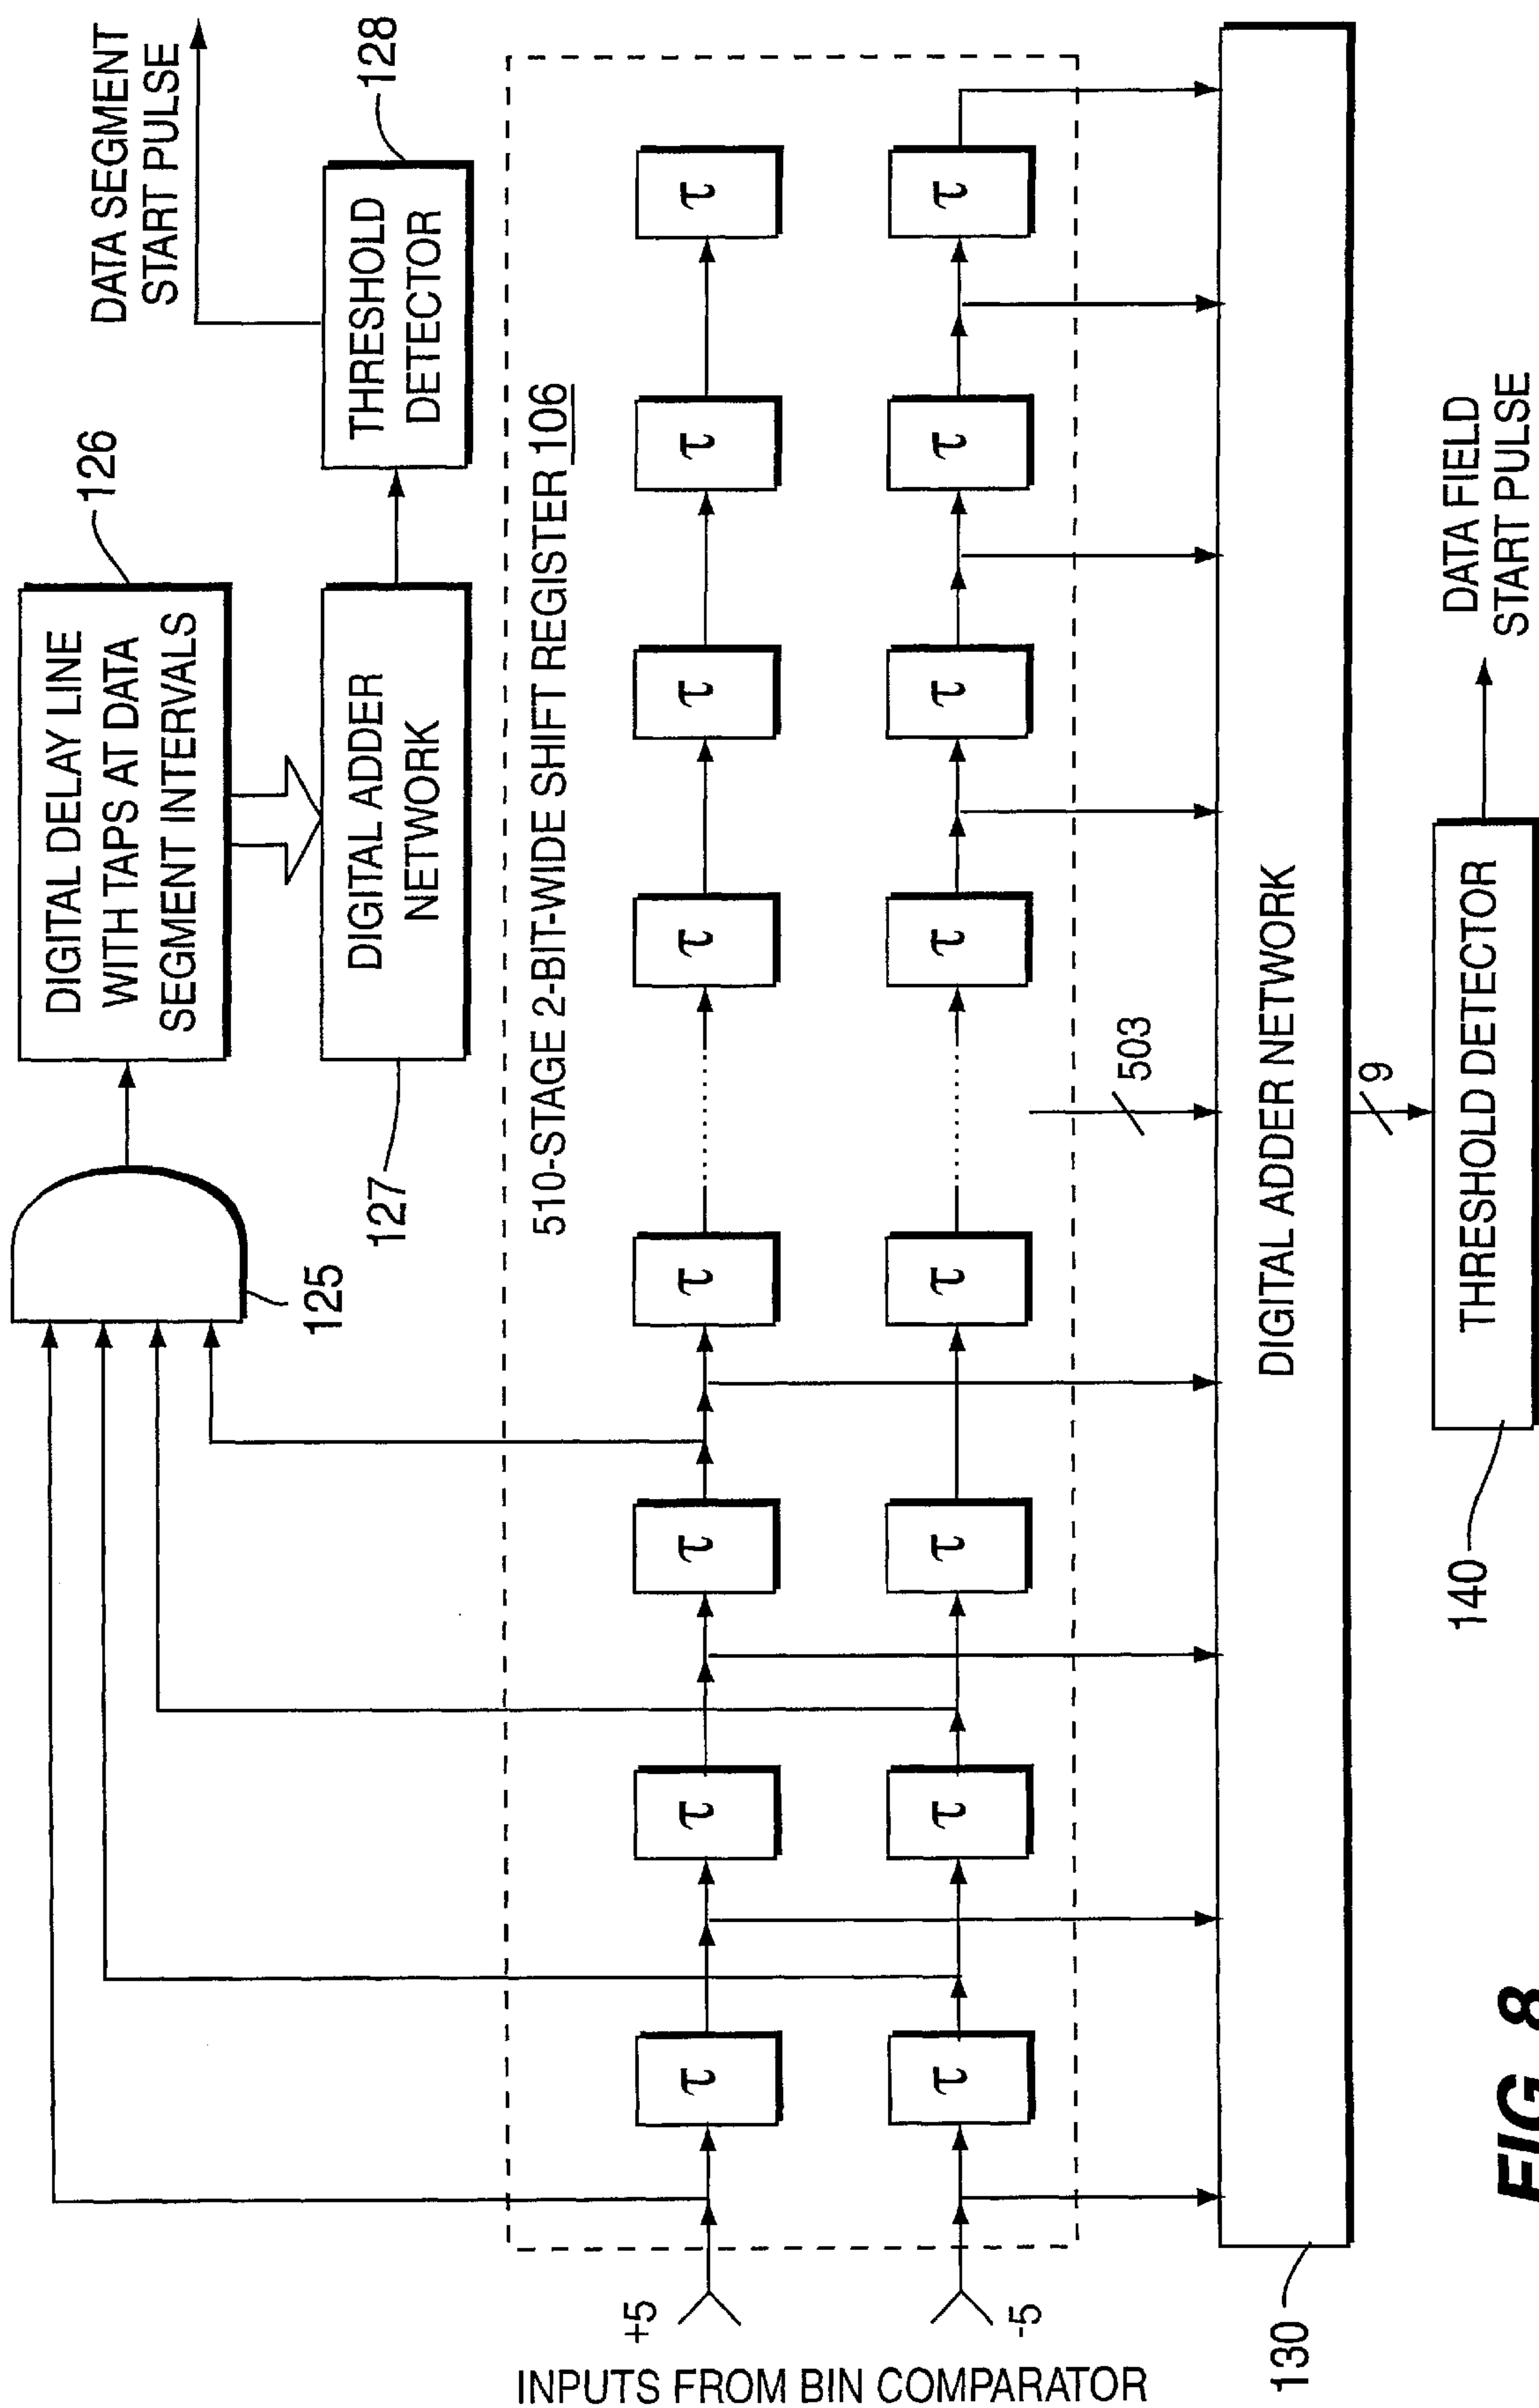 DATA SEGMENT
START PULSE
126
128
DIGITAL DELAY LINE
WITH TAPS AT DATA
SEGMENT INTERVALS
125
127
DIGITAL ADDER
NETWORK
THRESHOLD
DETECTOR
510-STAGE 2-BIT-WIDE SHIFT REGISTER 106
+5
τ
τ
τ
τ
τ
τ
τ
τ
-5
τ
τ
τ
τ
τ
τ
τ
τ
INPUTS FROM BIN COMPARATOR
503
130
DIGITAL ADDER NETWORK
9
140
THRESHOLD DETECTOR
DATA FIELD
START PULSE
FIG. 8